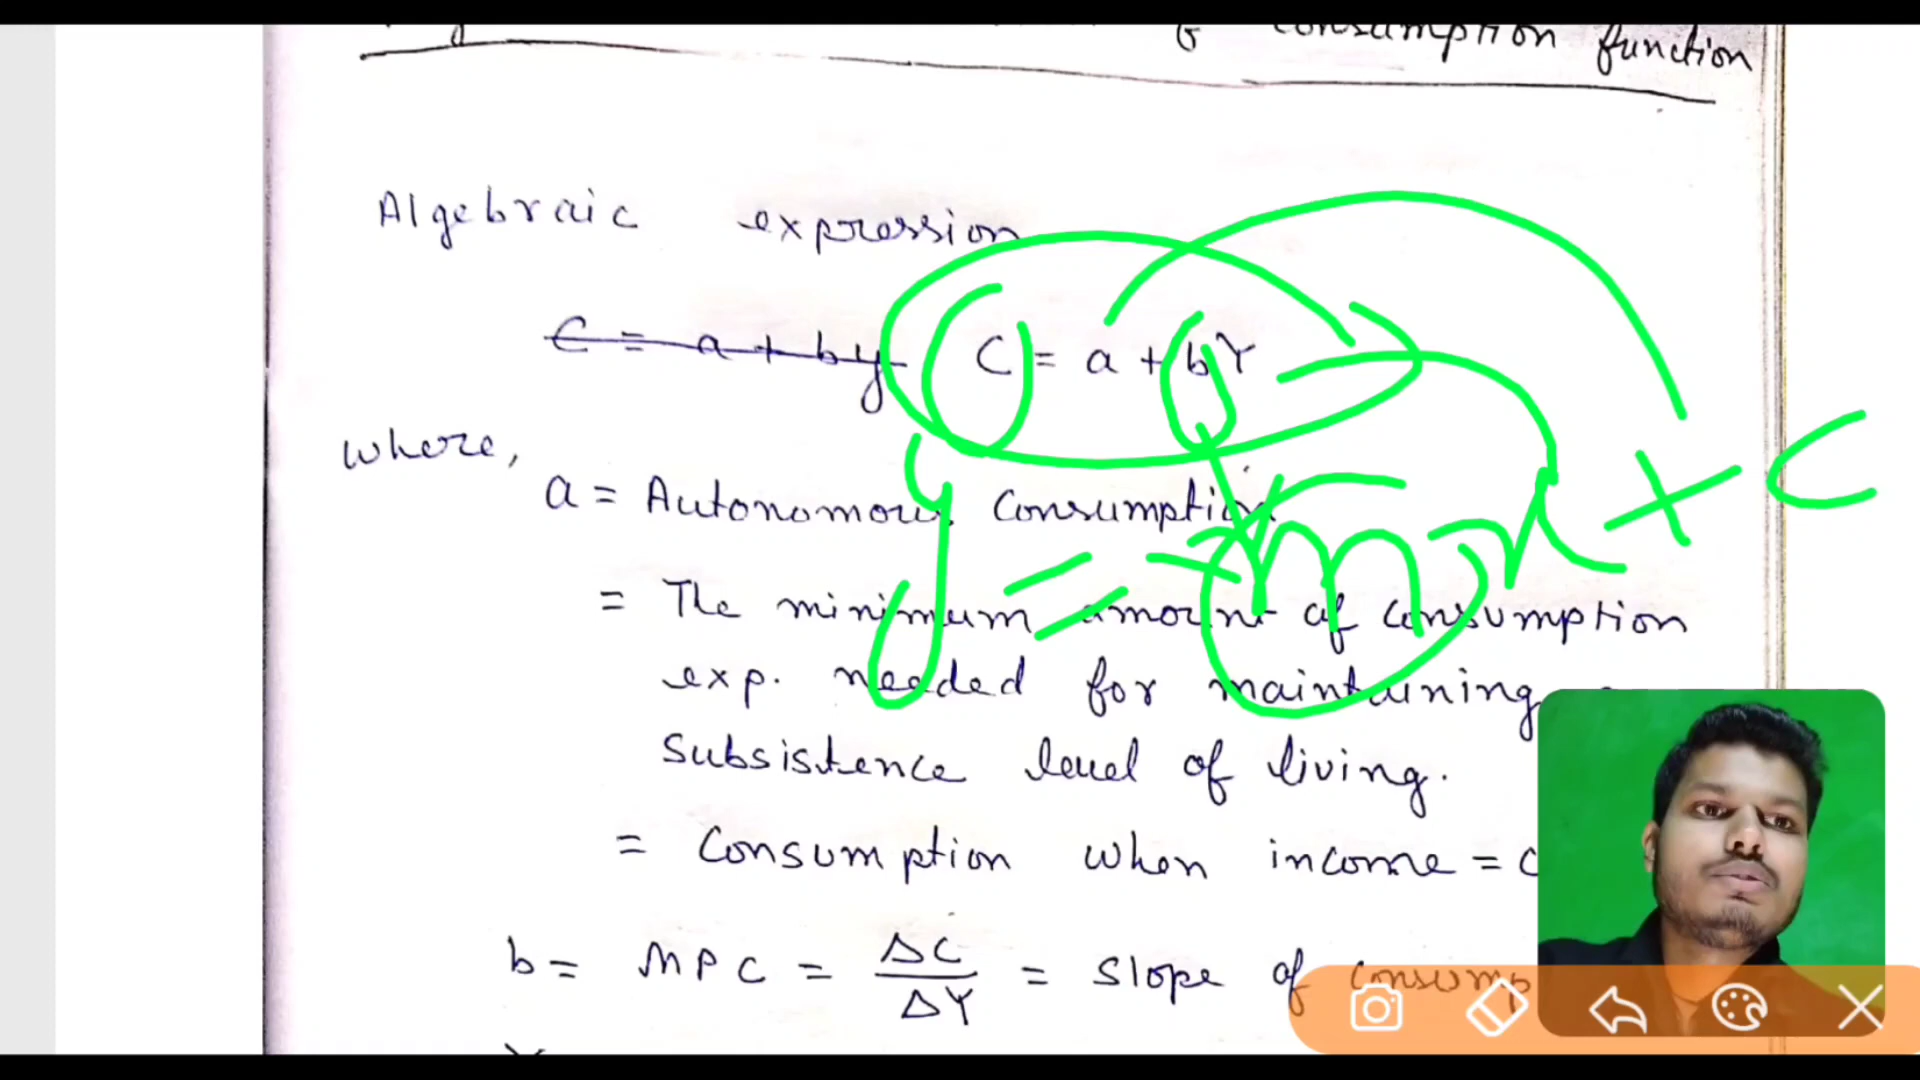 consumption function
Algebraic expression
C = a + by C = a + bY
where,
a = Autonomous Consumption
= The minimum amount of consumption
exp. needed for maintaining
Subsistence level of living.
= Consumption when income =
b = MPC = ΔC/ΔY = Slope of consump
y = mx + c